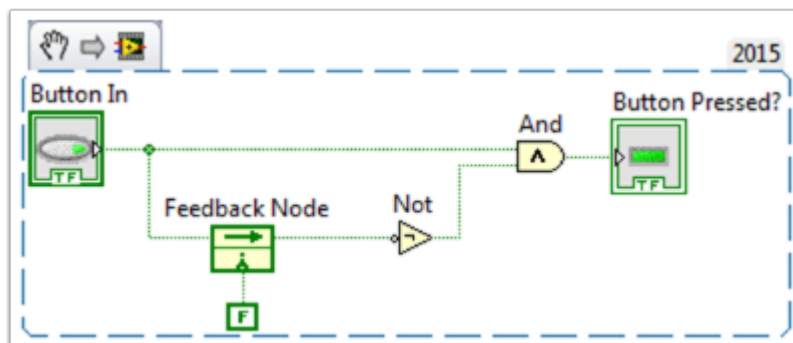 2015
Button In
Button Pressed?
And
TF
TF
Feedback Node
Not
F